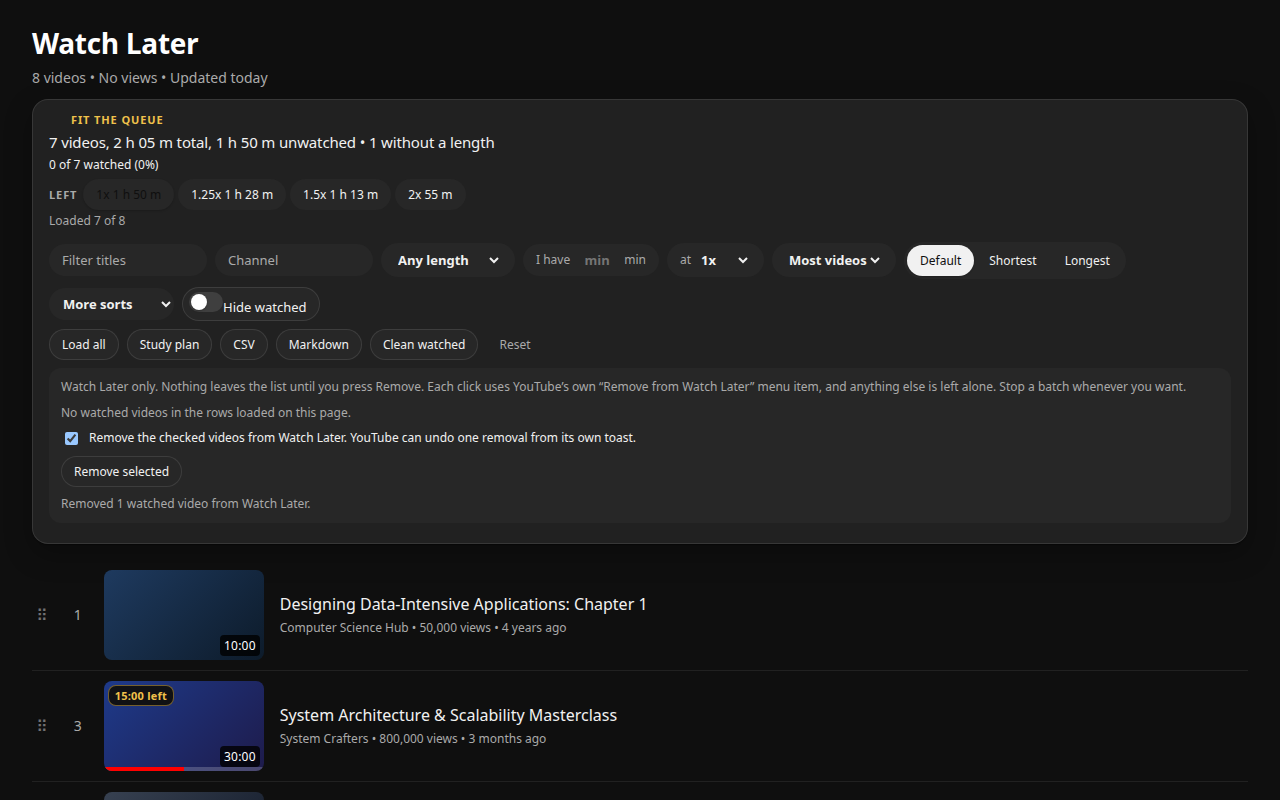 Watch Later
8 videos • No views • Updated today
FIT THE QUEUE
7 videos, 2 h 05 m total, 1 h 50 m unwatched • 1 without a length
0 of 7 watched (0%)
LEFT 1x 1 h 50 m 1.25x 1 h 28 m 1.5x 1 h 13 m 2x 55 m
Loaded 7 of 8
Filter titles Channel Any length I have min min at 1x Most videos Default Shortest Longest
More sorts Hide watched
Load all Study plan CSV Markdown Clean watched Reset
Watch Later only. Nothing leaves the list until you press Remove. Each click uses YouTube’s own “Remove from Watch Later” menu item, and anything else is left alone. Stop a batch whenever you want.
No watched videos in the rows loaded on this page.
Remove the checked videos from Watch Later. YouTube can undo one removal from its own toast.
Remove selected
Removed 1 watched video from Watch Later.
1 10:00 Designing Data-Intensive Applications: Chapter 1
Computer Science Hub • 50,000 views • 4 years ago
3 15:00 left 30:00 System Architecture & Scalability Masterclass
System Crafters • 800,000 views • 3 months ago